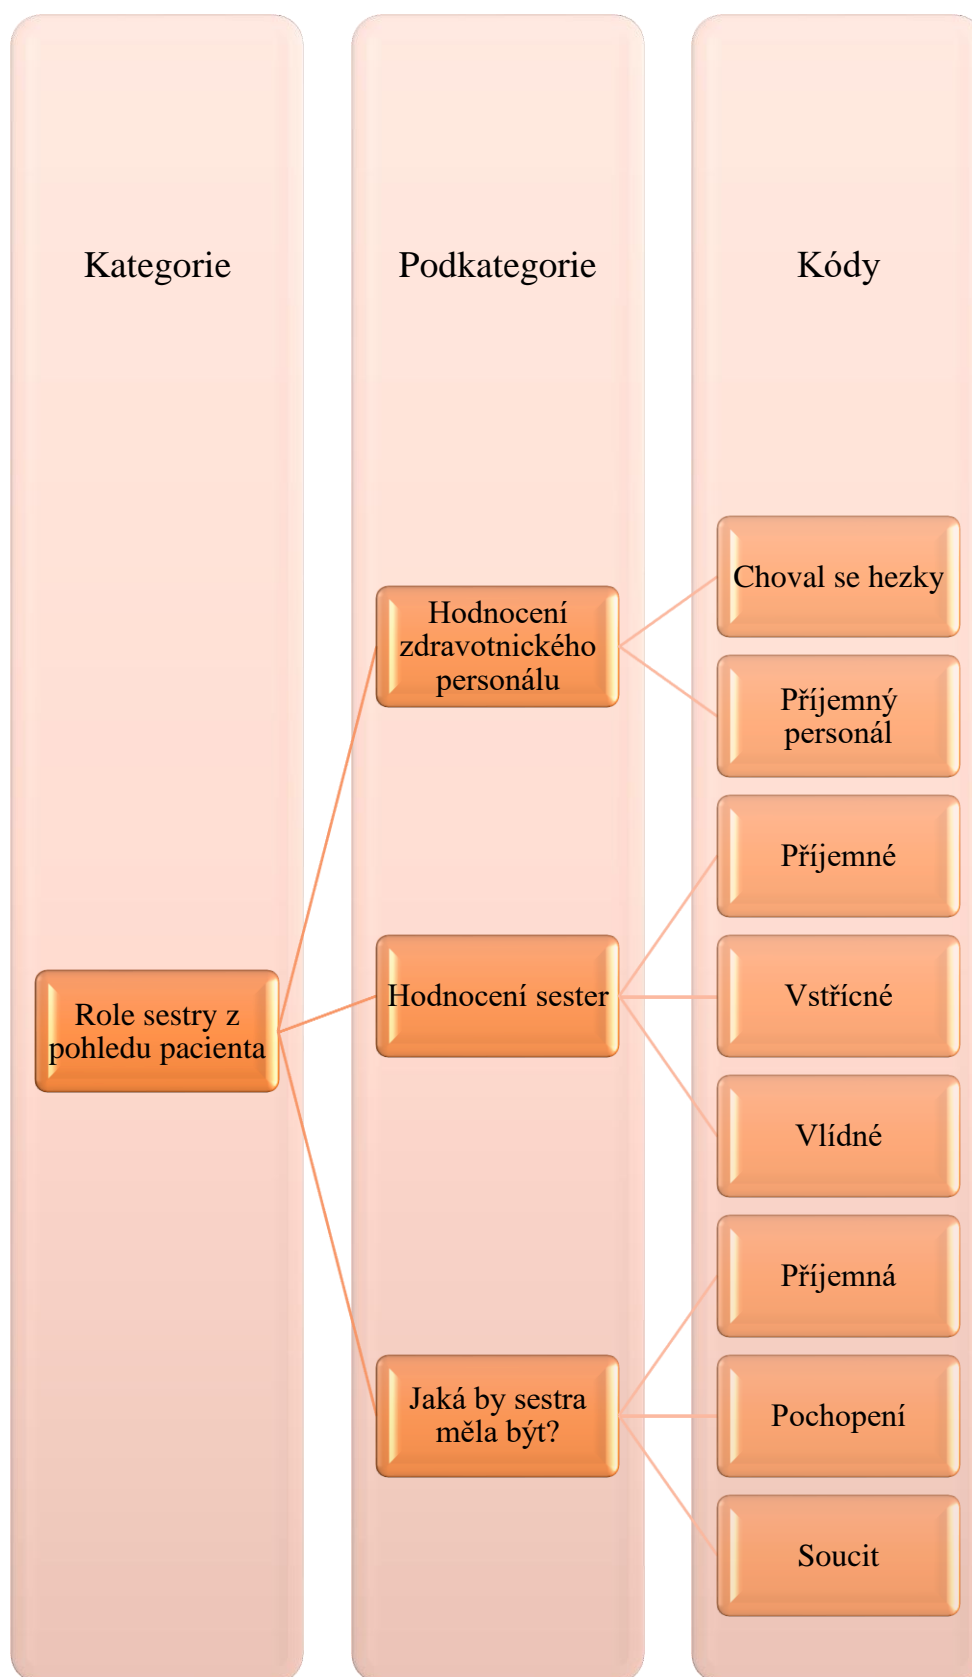 Kategorie
Podkategorie
Kódy
Role sestry z
pohledu pacienta
Hodnocení
zdravotnického
personálu
Choval se hezky
Příjemný
personál
Hodnocení sester
Příjemné
Vstřícné
Vlídné
Jaká by sestra
měla být?
Příjemná
Pochopení
Soucit